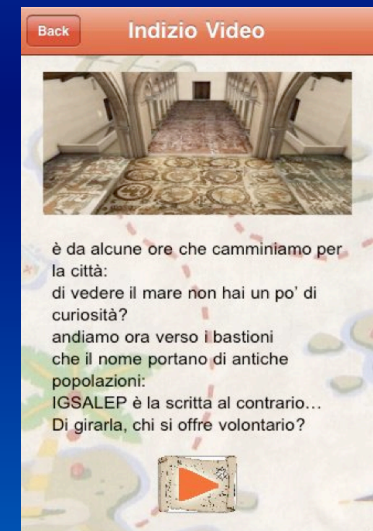 Back
Indizio Video
è da alcune ore che camminiamo per
la città:
di vedere il mare non hai un po' di
curiosità?
andiamo ora verso i bastioni
che il nome portano di antiche
popolazioni:
IGSALEP è la scritta al contrario...
Di girarla, chi si offre volontario?